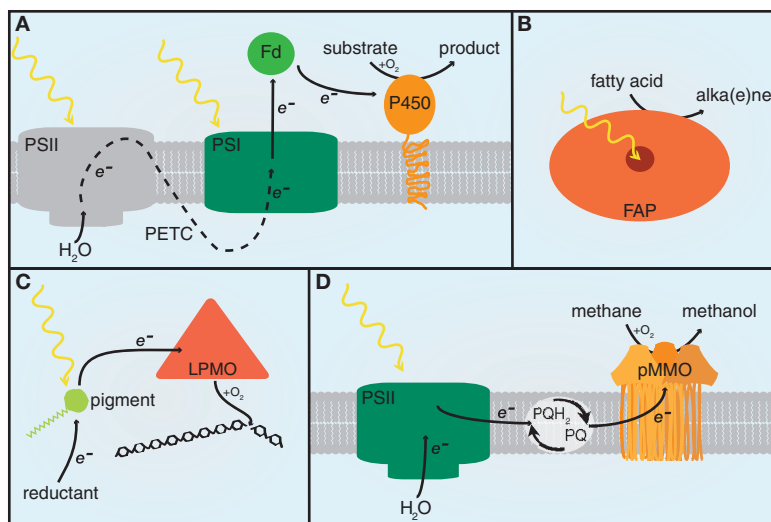 A
Fd
substrate
+O₂
product
e⁻
P450
e⁻
PSII
PSI
e⁻
e⁻
H₂O
PETC
B
fatty acid
alka(e)ne
FAP
C
e⁻
LPMO
+O₂
pigment
e⁻
reductant
D
methane
+O₂
methanol
pMMO
PSII
e⁻
PQH₂
PQ
e⁻
e⁻
H₂O